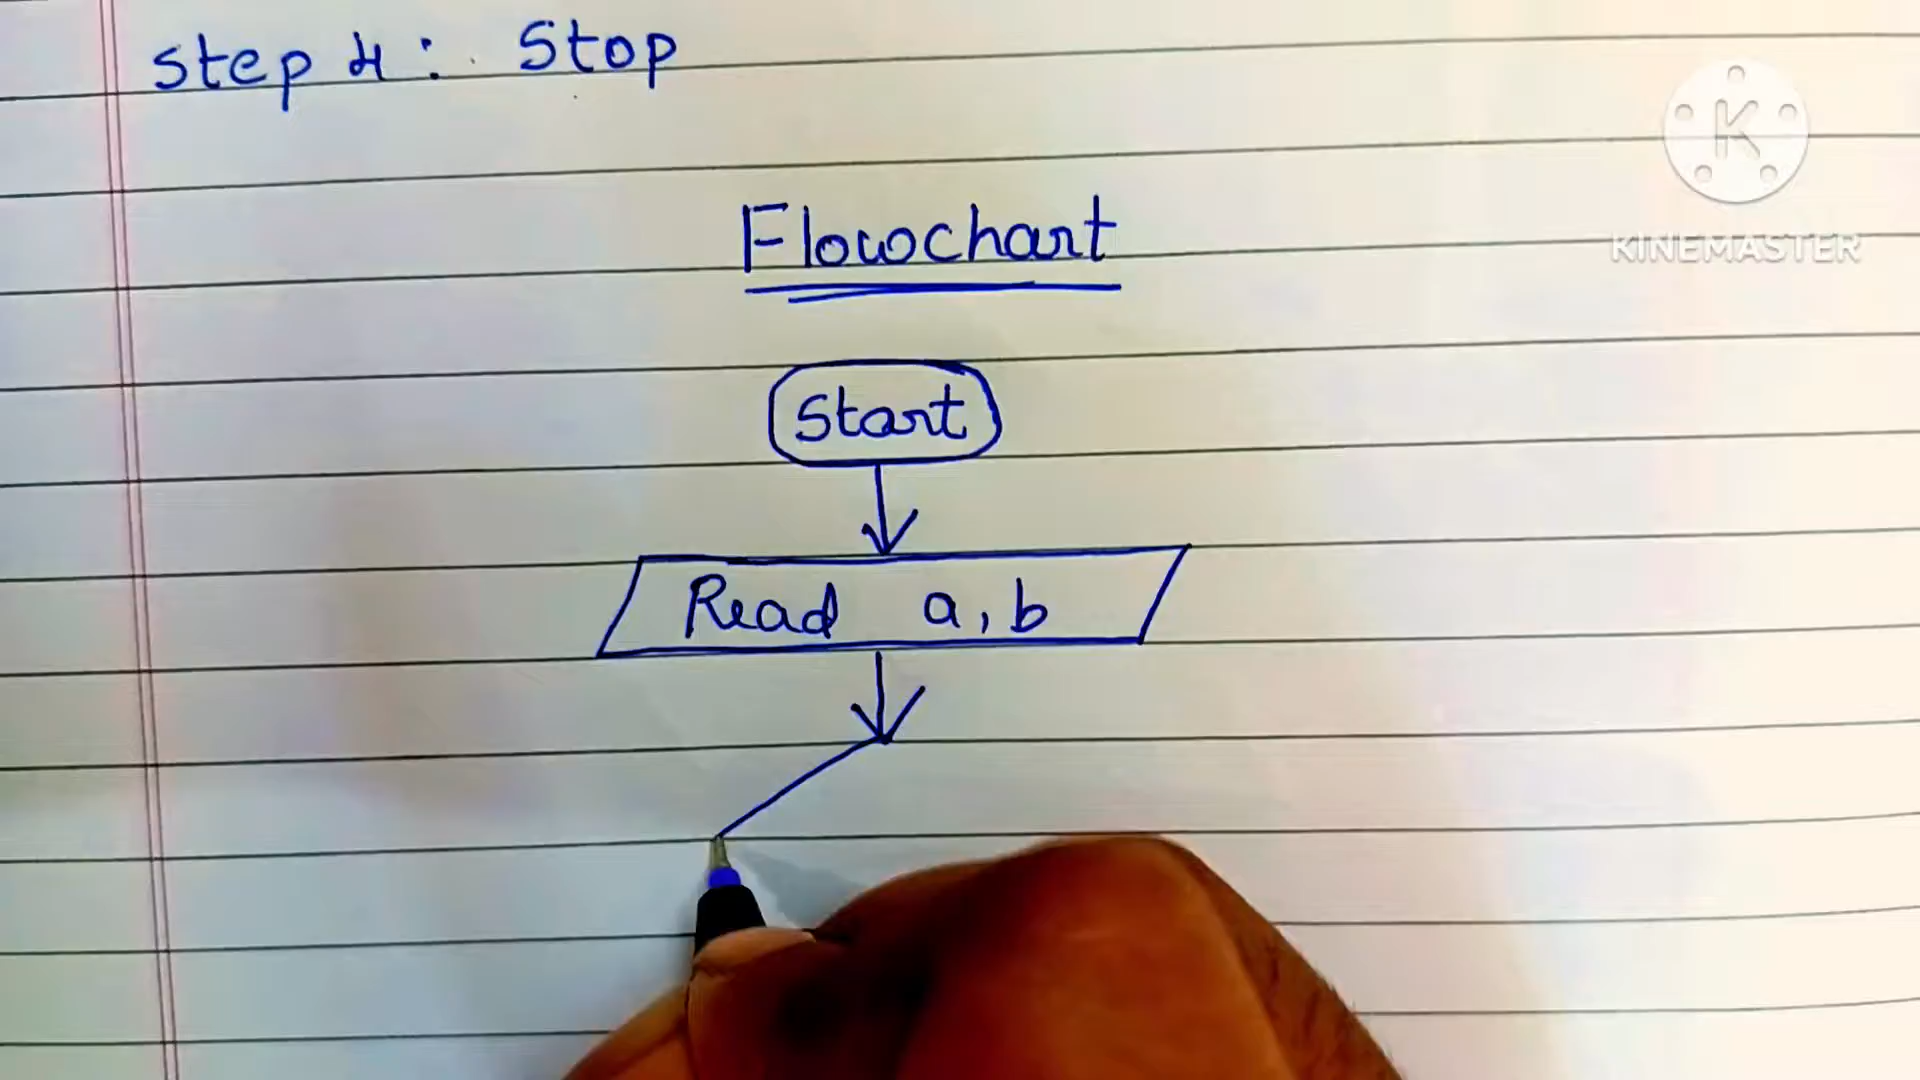 step 4 : Stop
K
KINEMASTER
Flowchart
Start
Read a, b